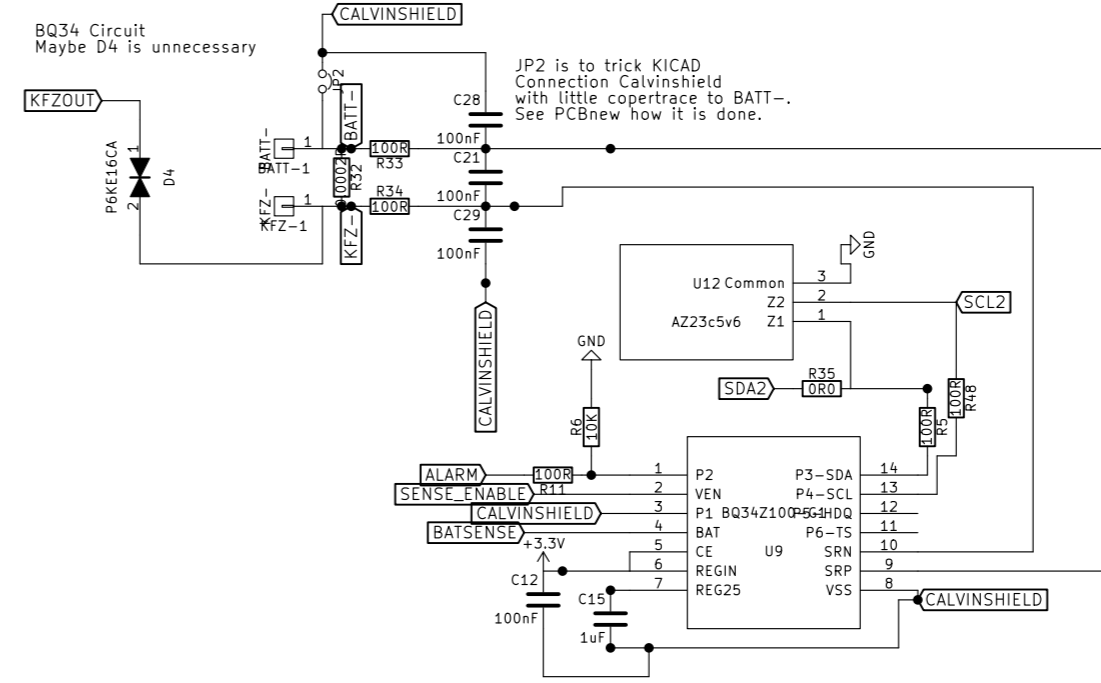 CALVINSHIELD
BQ34 Circuit
Maybe D4 is unnecessary
JP2
JP2 is to trick KICAD
Connection Calvinshield
with little copertrace to BATT-.
See PCBnew how it is done.
KFZOUT
C28
100nF
BATT-
BATT-
1
BATT-1
100R
R33
C21
100nF
P6KE16CA
1
2
D4
R32
R34
100R
KFZ-
1
KFZ-1
KFZ-
C29
100nF
CALVINSHIELD
GND
U12 Common 3
Z2 2
AZ23c5v6 Z1 1
SCL2
GND
R35
SDA2
0R0
100R
R48
100R
R5
R6
10K
ALARM
100R
R11
1 P2
P3-SDA 14
SENSE_ENABLE
2 VEN
P4-SCL 13
CALVINSHIELD
3 P1
BQ34Z100-G1
P5-HDQ 12
BATSENSE
4 BAT
P6-TS 11
+3.3V
5 CE
U9
SRN 10
6 REGIN
SRP 9
7 REG25
VSS 8
C12
100nF
C15
1uF
CALVINSHIELD